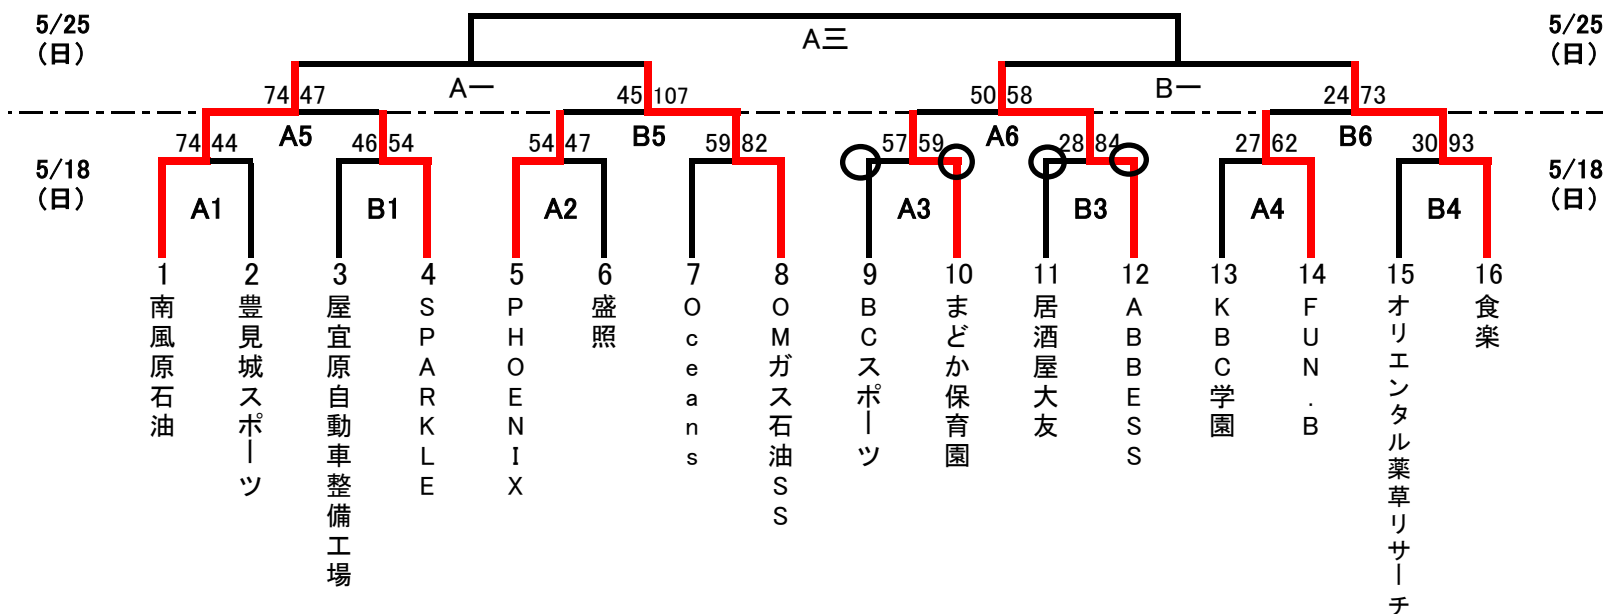 5/25
(日)
A三
5/25
(日)
74 47
A一
45 107
50 58
B一
24 73
5/18
(日)
74 44
A5
46 54
54 47
B5
59 82
57 59
A6
28 84
27 62
B6
30 93
5/18
(日)
A1
B1
A2
A3
B3
A4
B4
1
2
3
4
5
6
7
8
9
10
11
12
13
14
15
16
南風原石油
豊見城スポーツ
屋宜原自動車整備工場
SPARKLE
PHOENIX
盛照
Oceans
OMガス石油SS
BCスポーツ
まどか保育園
居酒屋大友
ABBESS
KBC学園
FUN.B
オリエンタル薬草リサーチ
食楽